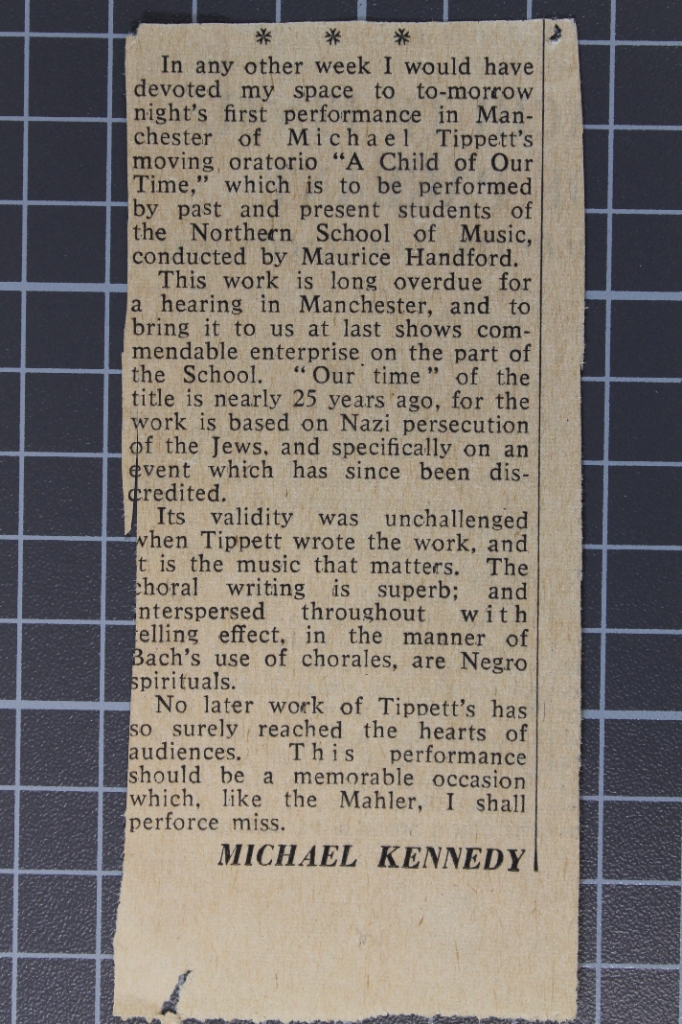 * * *
In any other week I would have
devoted my space to to-morrow
night's first performance in Man-
chester of Michael Tippett's
moving oratorio "A Child of Our
Time," which is to be performed
by past and present students of
the Northern School of Music,
conducted by Maurice Handford.
This work is long overdue for
a hearing in Manchester, and to
bring it to us at last shows com-
mendable enterprise on the part of
the School. "Our time" of the
title is nearly 25 years ago, for the
work is based on Nazi persecution
of the Jews, and specifically on an
event which has since been dis-
credited.
Its validity was unchallenged
when Tippett wrote the work, and
it is the music that matters. The
choral writing is superb; and
interspersed throughout with
telling effect, in the manner of
Bach's use of chorales, are Negro
spirituals.
No later work of Tippett's has
so surely reached the hearts of
audiences. This performance
should be a memorable occasion
which, like the Mahler, I shall
perforce miss.
MICHAEL KENNEDY